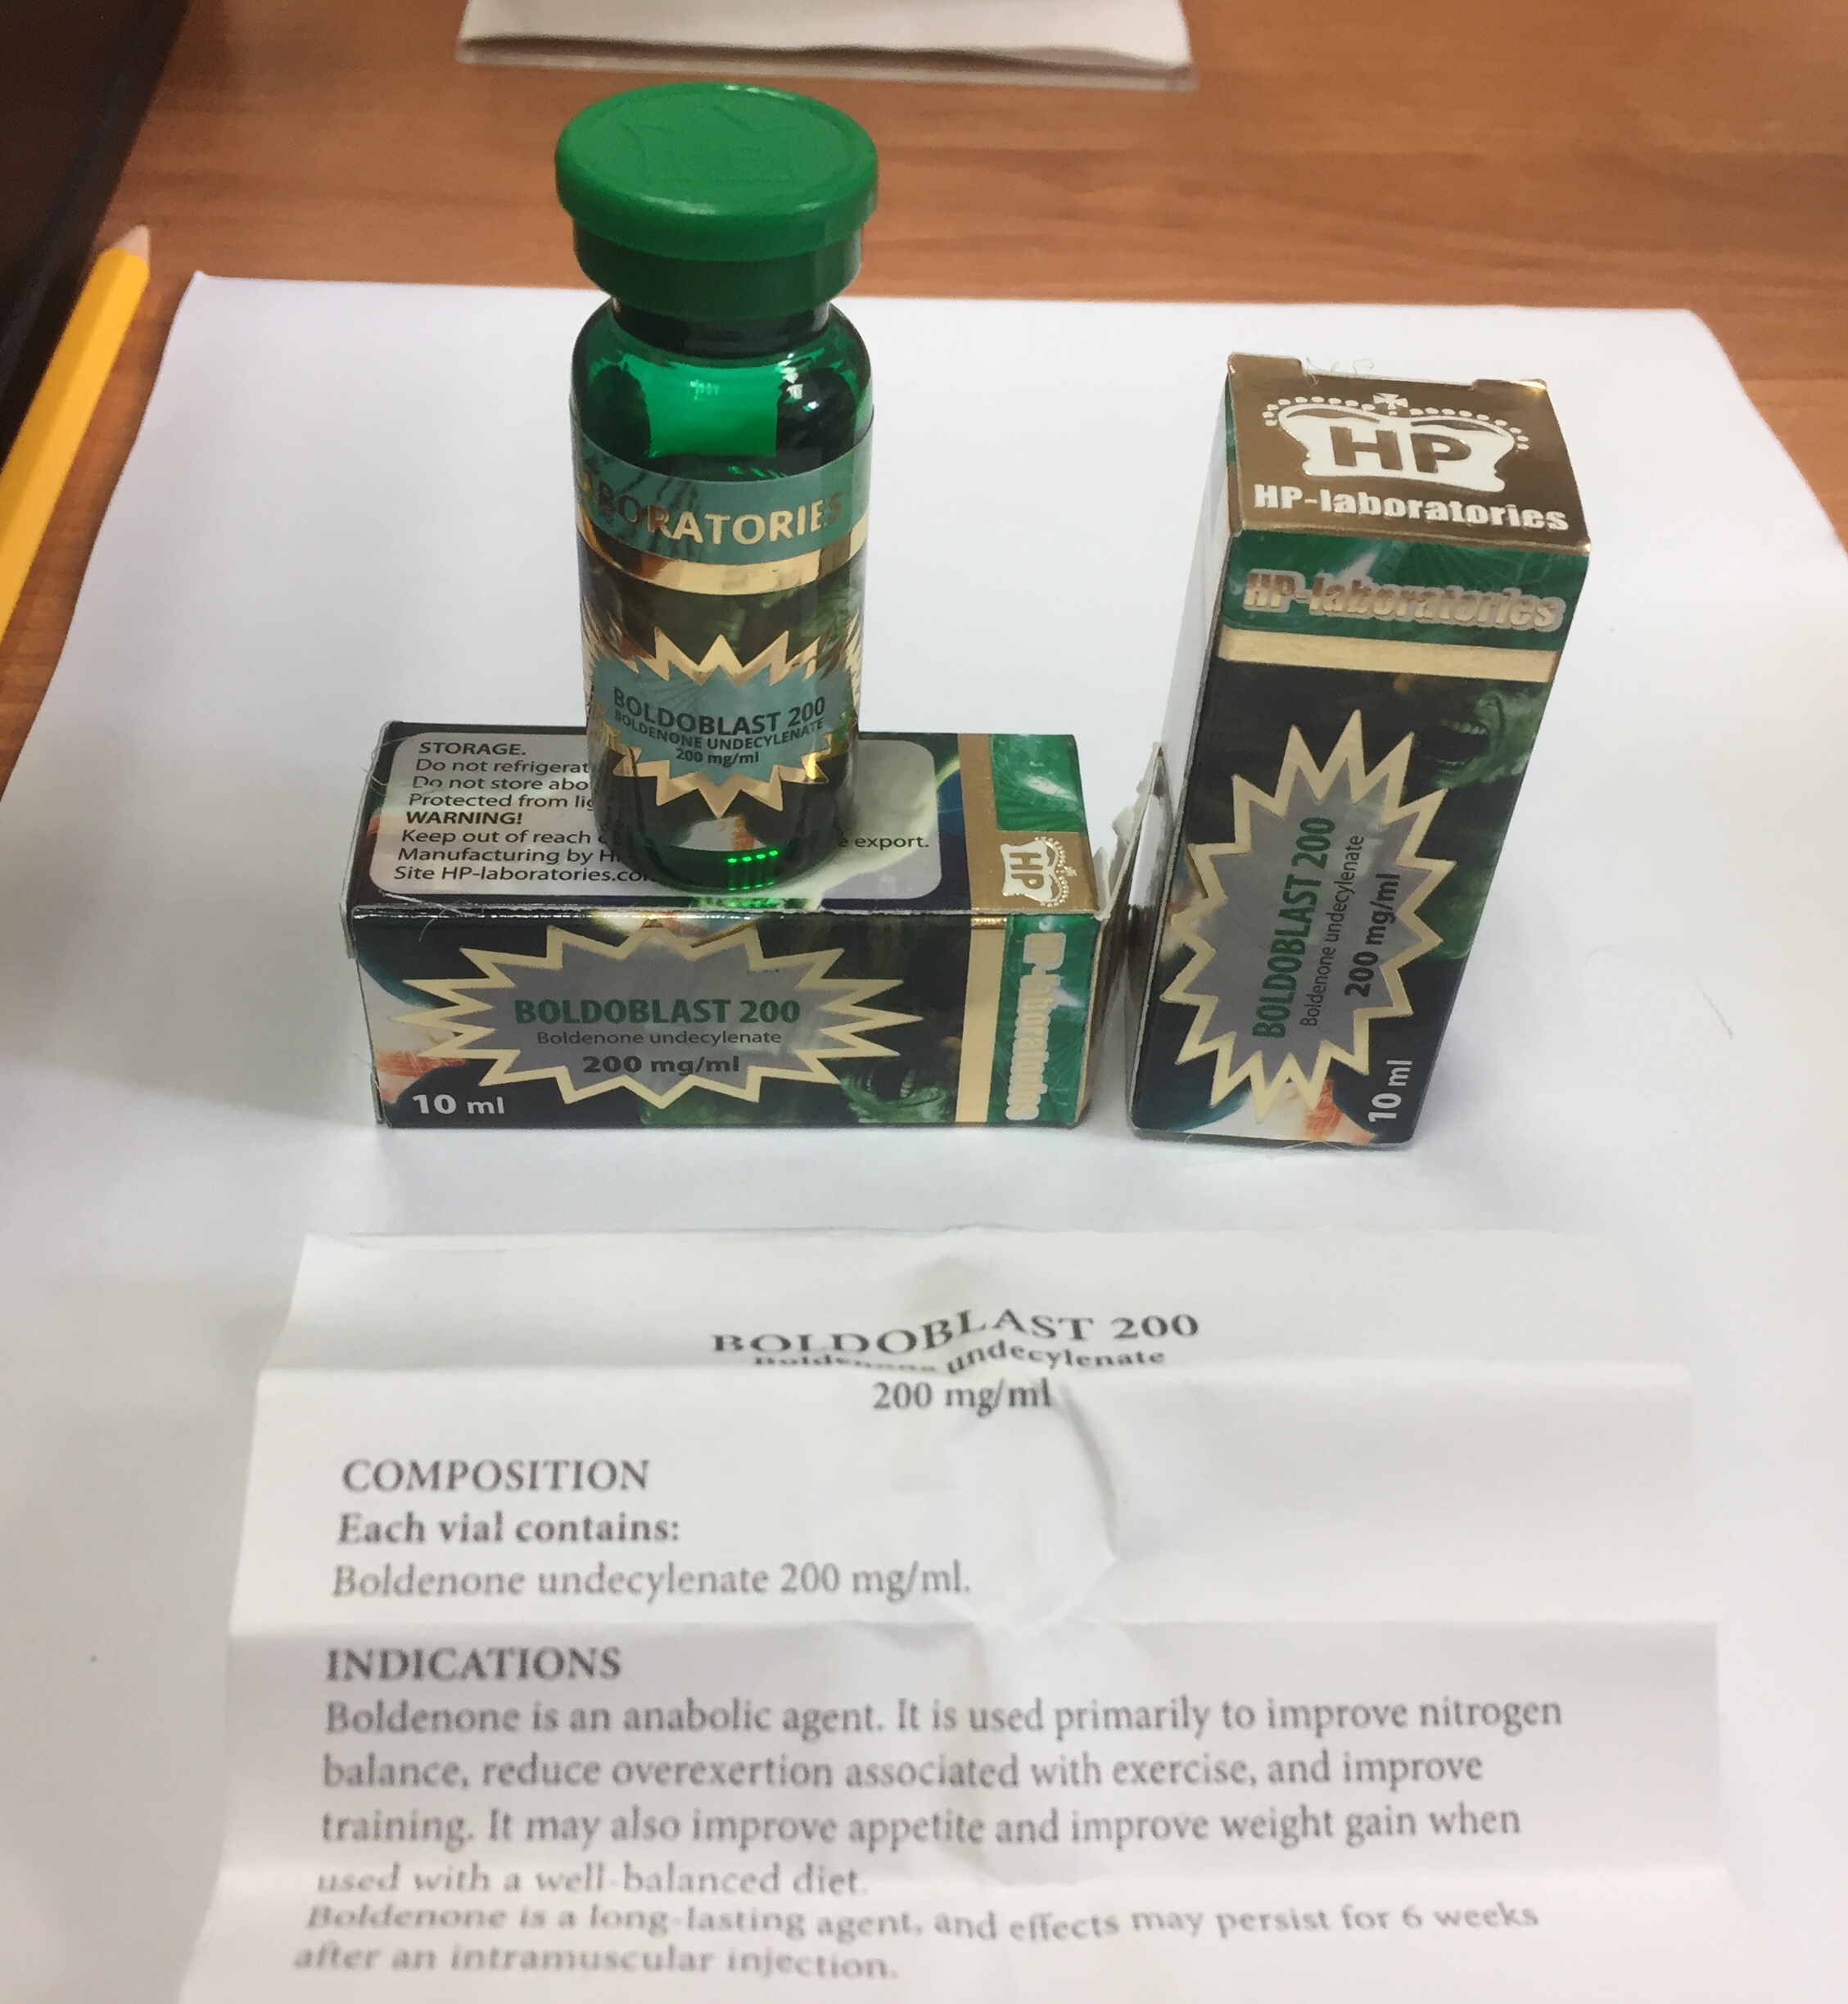 BORATORIES
BOLDOBLAST 200
BOLDENONE UNDECYLENATE
200 mg/ml
STORAGE.
Do not refrigerat
Do not store abo
Protected from lig
WARNING!
Keep out of reach
e export.
Manufacturing by H
Site HP-laboratories.co
HP
BOLDOBLAST 200
Boldenone undecylenate
200 mg/ml
10 ml
HP-laboratories
HP
HP-laboratories
HP-laboratories
BOLDOBLAST 200
Boldenone undecylenate
200 mg/ml
10 ml
BOLDOBLAST 200
Boldenone undecylenate
200 mg/ml
COMPOSITION
Each vial contains:
Boldenone undecylenate 200 mg/ml.
INDICATIONS
Boldenone is an anabolic agent. It is used primarily to improve nitrogen
balance, reduce overexertion associated with exercise, and improve
training. It may also improve appetite and improve weight gain when
used with a well-balanced diet.
Boldenone is a long-lasting agent, and effects may persist for 6 weeks
after an intramuscular injection.